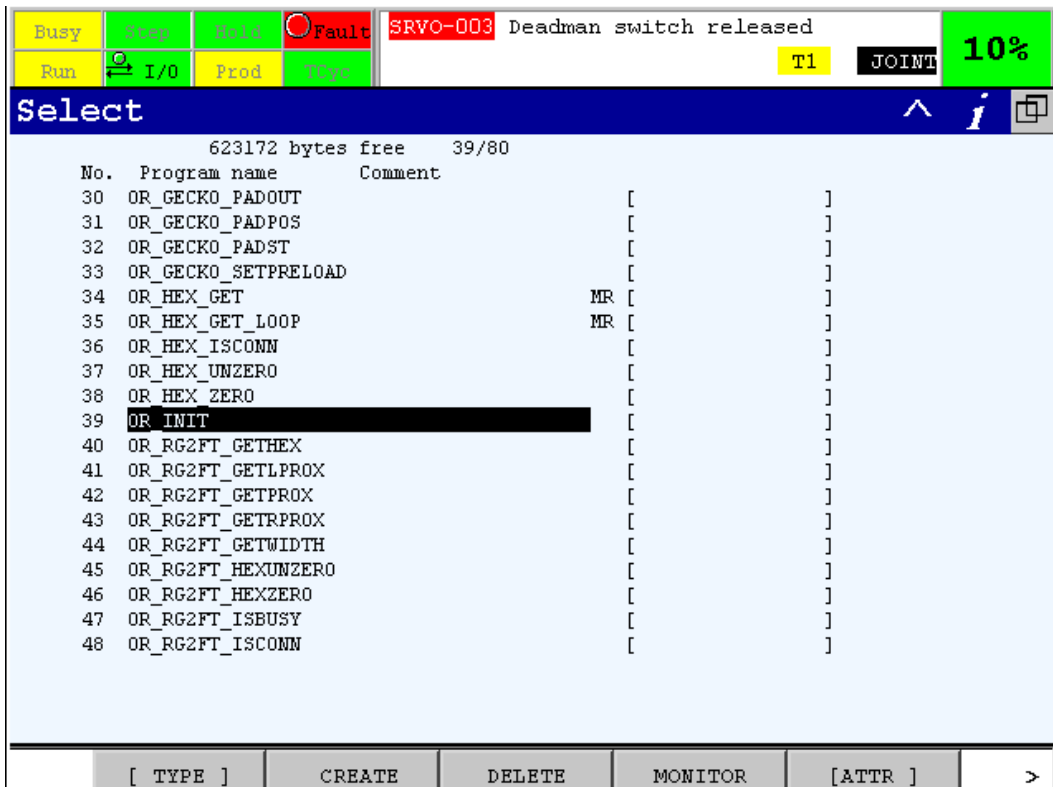 Busy Step Hold Fault SRVO-003 Deadman switch released
Run I/O Prod TCyc T1 JOINT 10%
Select i
623172 bytes free 39/80
No. Program name Comment
30 OR_GECKO_PADOUT [ ]
31 OR_GECKO_PADPOS [ ]
32 OR_GECKO_PADST [ ]
33 OR_GECKO_SETPRELOAD [ ]
34 OR_HEX_GET MR [ ]
35 OR_HEX_GET_LOOP MR [ ]
36 OR_HEX_ISCONN [ ]
37 OR_HEX_UNZERO [ ]
38 OR_HEX_ZERO [ ]
39 OR_INIT [ ]
40 OR_RG2FT_GETHEX [ ]
41 OR_RG2FT_GETLPROX [ ]
42 OR_RG2FT_GETPROX [ ]
43 OR_RG2FT_GETRPROX [ ]
44 OR_RG2FT_GETWIDTH [ ]
45 OR_RG2FT_HEXUNZERO [ ]
46 OR_RG2FT_HEXZERO [ ]
47 OR_RG2FT_ISBUSY [ ]
48 OR_RG2FT_ISCONN [ ]
[ TYPE ] CREATE DELETE MONITOR [ATTR ] >